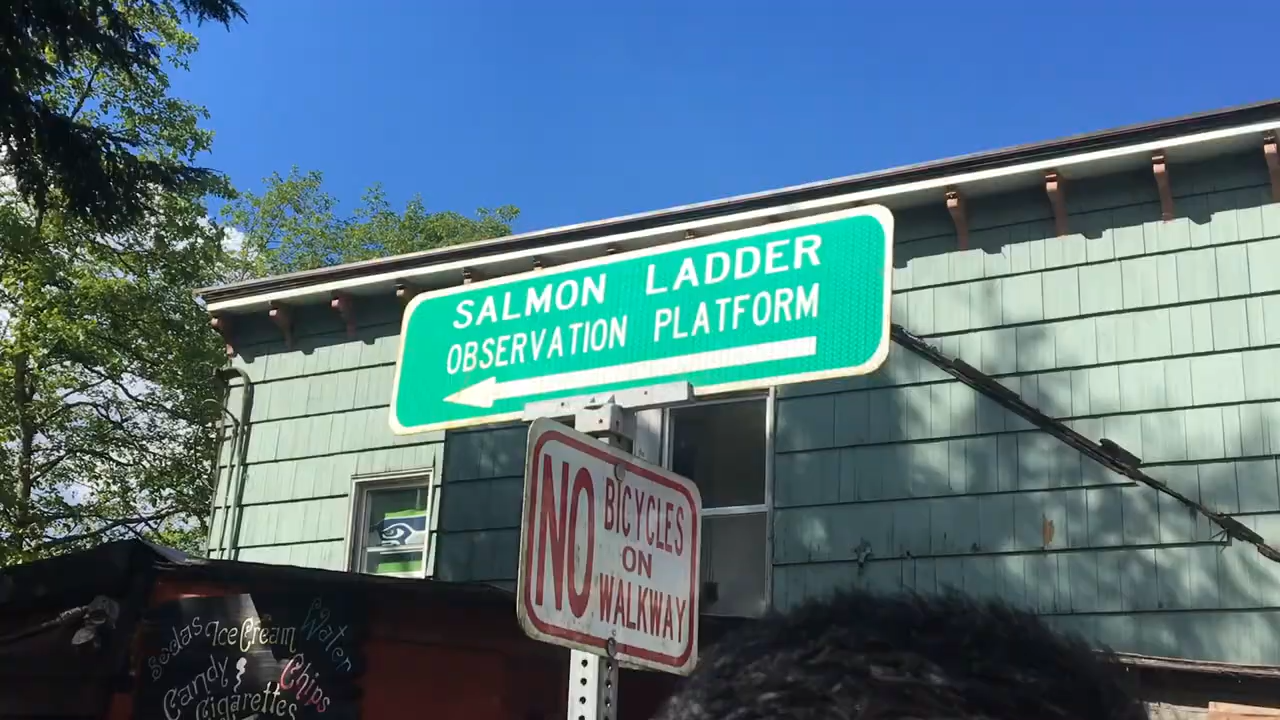 SALMON LADDER
OBSERVATION PLATFORM
NO
BICYCLES
ON
WALKWAY
Sodas Ice Cream Water
Candy & Chips
Cigarettes